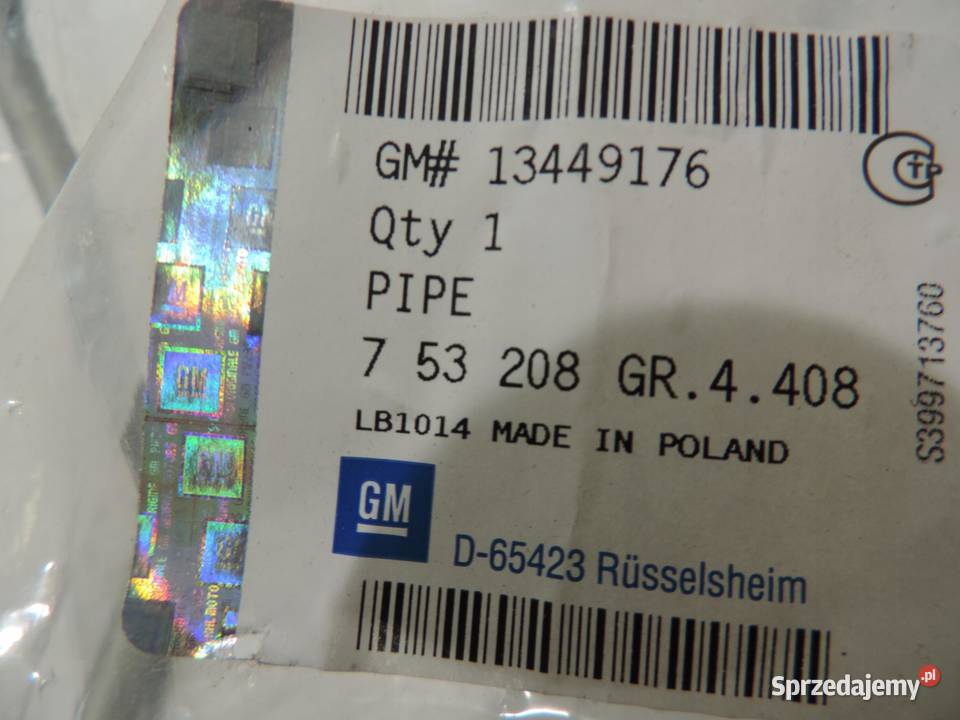 GM# 13449176
Qty 1
PIPE
7 53 208 GR.4.408
LB1014 MADE IN POLAND
GM
D-65423 Rüsselsheim
S399713760
GM
Sprzedajemy.pl